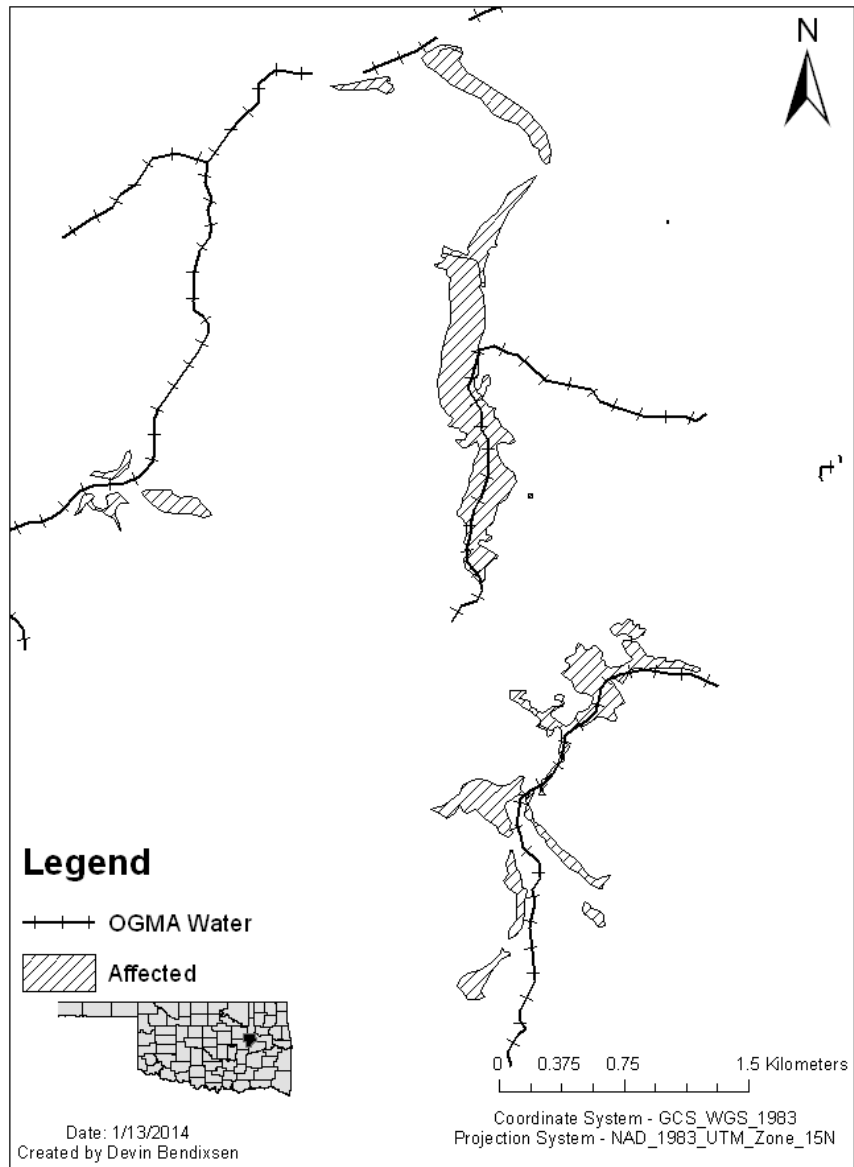 N
Legend
OGMA Water
Affected
0 0.375 0.75 1.5 Kilometers
Coordinate System - GCS_WGS_1983
Projection System - NAD_1983_UTM_Zone_15N
Date: 1/13/2014
Created by Devin Bendixsen